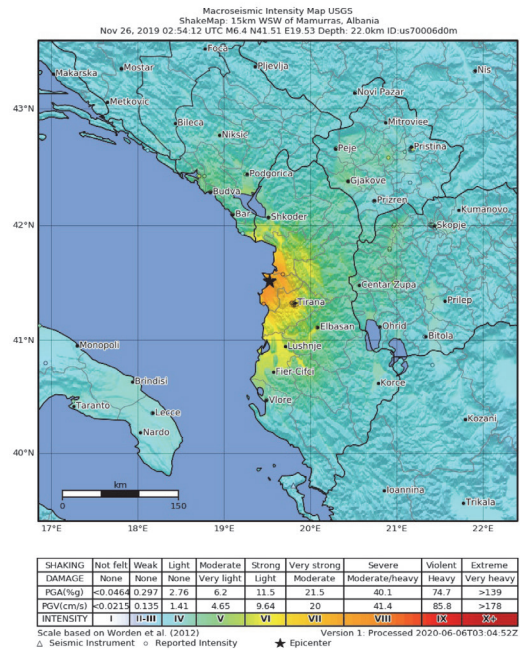 Macroseismic Intensity Map USGS
ShakeMap: 15km WSW of Mamurras, Albania
Nov 26, 2019 02:54:12 UTC M6.4 N41.51 E19.53 Depth: 22.0km ID:us70006d0m
Foca
Pljevlja
Nis
Makarska
Mostar
Novi Pazar
Metkovic
43°N
Bileca
Mitrovice
Niksic
Peje
Pristina
Podgorica
Gjakove
Budva
Prizren
Bar
Shkoder
Kumanovo
42°N
Skopje
Centar Zupa
Tirana
Prilep
Elbasan
Ohrid
Bitola
41°N
Monopoli
Lushnje
Brindisi
Fier Cifci
Korce
Taranto
Lecce
Vlore
Nardo
Kozani
40°N
km
Ioannina
0
150
Trikala
17°E
18°E
19°E
20°E
21°E
22°E
SHAKING Not felt Weak Light Moderate Strong Very strong Severe Violent Extreme
DAMAGE None None None Very light Light Moderate Moderate/heavy Heavy Very heavy
PGA(%g) <0.0464 0.297 2.76 6.2 11.5 21.5 40.1 74.7 >139
PGV(cm/s) <0.0215 0.135 1.41 4.65 9.64 20 41.4 85.8 >178
INTENSITY I II-III IV V VI VII VIII IX X+
Scale based on Worden et al. (2012)
Version 1: Processed 2020-06-06T03:04:52Z
△ Seismic Instrument ○ Reported Intensity ★ Epicenter